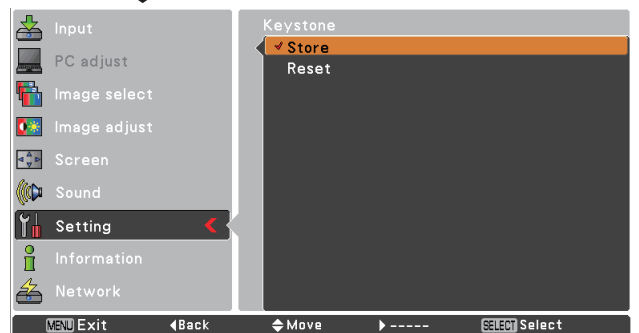 Input
PC adjust
Image select
Image adjust
Screen
Sound
Setting
Information
Network
Keystone
Store
Reset
MENU Exit Back Move ----- SELECT Select